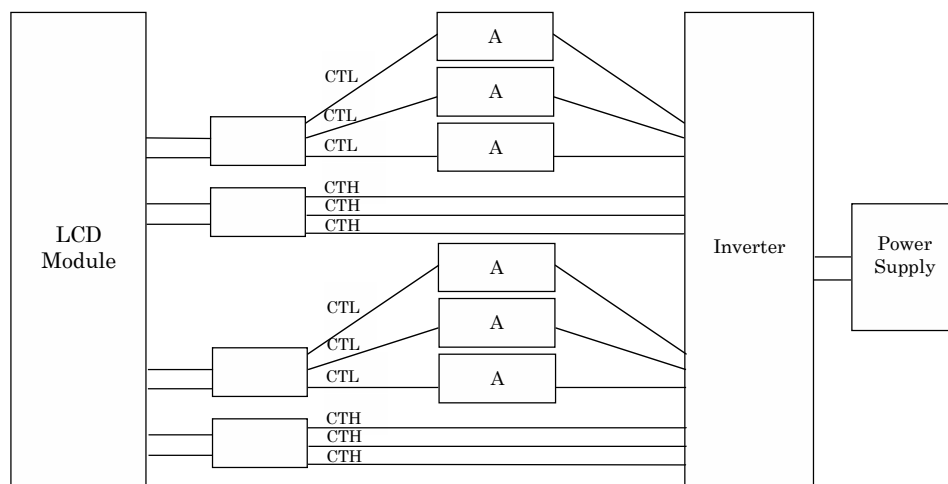 A
CTL
A
CTL
CTL
A
CTH
CTH
CTH
LCD
Module
Inverter
Power
Supply
A
CTL
A
CTL
CTL
A
CTH
CTH
CTH